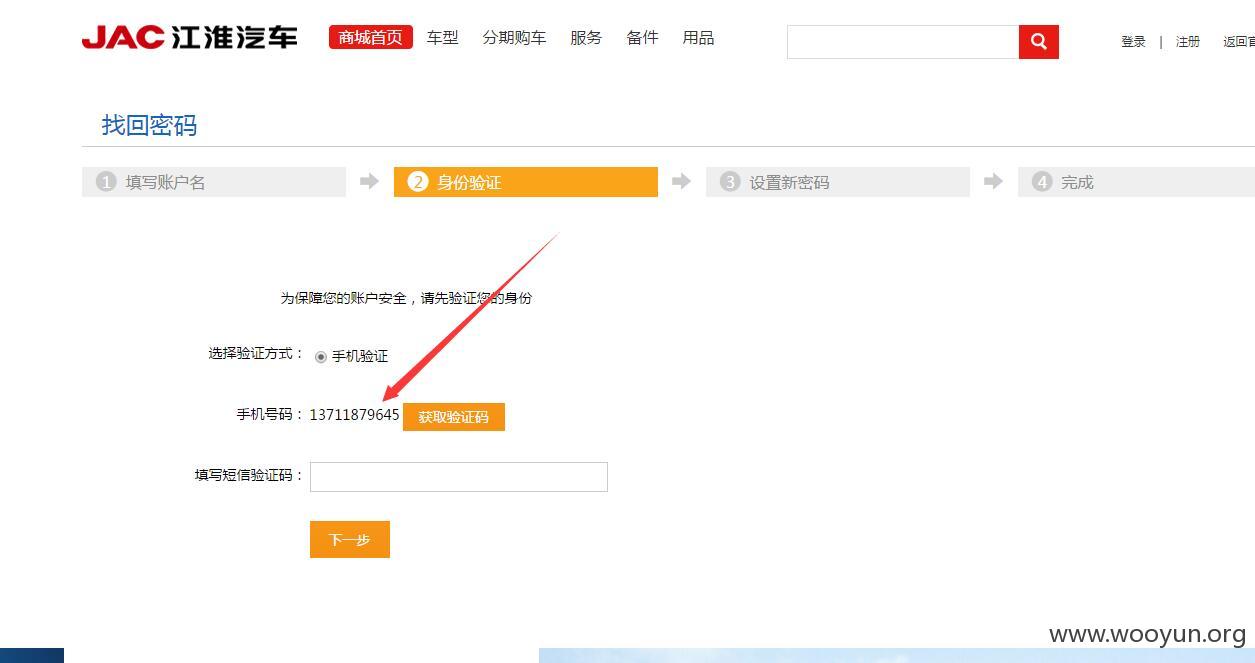 JAC 江淮汽车 商城首页 车型 分期购车 服务 备件 用品 登录 | 注册 返回官
找回密码
1 填写账户名 2 身份验证 3 设置新密码 4 完成
为保障您的账户安全，请先验证您的身份
选择验证方式： 手机验证
手机号码： 13711879645 获取验证码
填写短信验证码：
下一步
www.wooyun.org